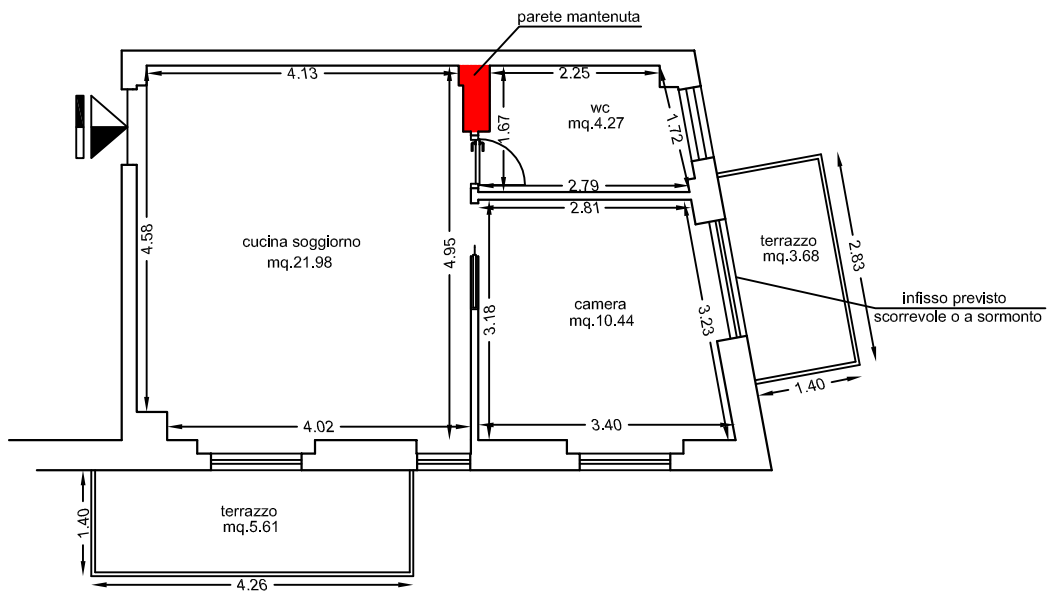 parete mantenuta
4.13
2.25
wc
mq.4.27
1.67
1.72
2.79
2.81
4.58
cucina soggiorno
mq.21.98
4.95
terrazzo
mq.3.68
2.83
camera
mq.10.44
infisso previsto
scorrevole o a sormonto
3.18
3.23
1.40
4.02
3.40
1.40
terrazzo
mq.5.61
4.26